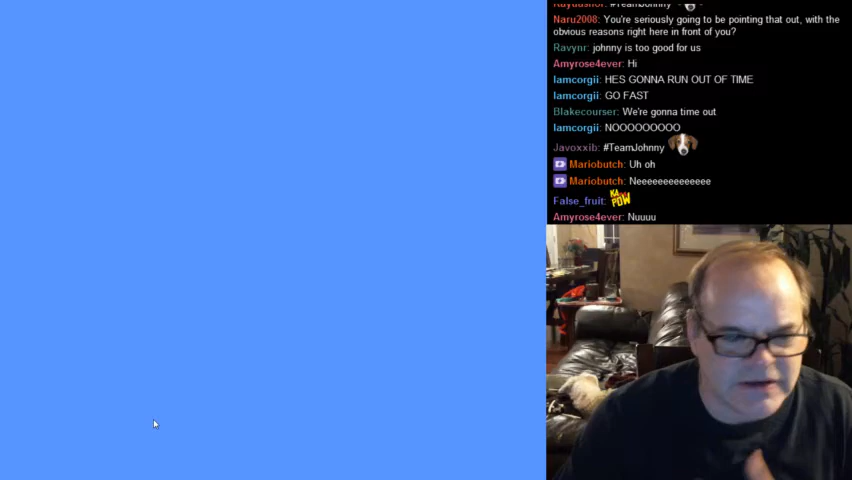 #TeamJohnny
Naru2008: You're seriously going to be pointing that out, with the
obvious reasons right here in front of you?
Ravynr: johnny is too good for us
Amyrose4ever: Hi
Iamcorgii: HES GONNA RUN OUT OF TIME
Iamcorgii: GO FAST
Blakecourser: We're gonna time out
Iamcorgii: NOOOOOOOOO
Javoxxib: #TeamJohnny
Mariobutch: Uh oh
Mariobutch: Neeeeeeeeeeeeee
False_fruit: KAPOW
Amyrose4ever: Nuuuu